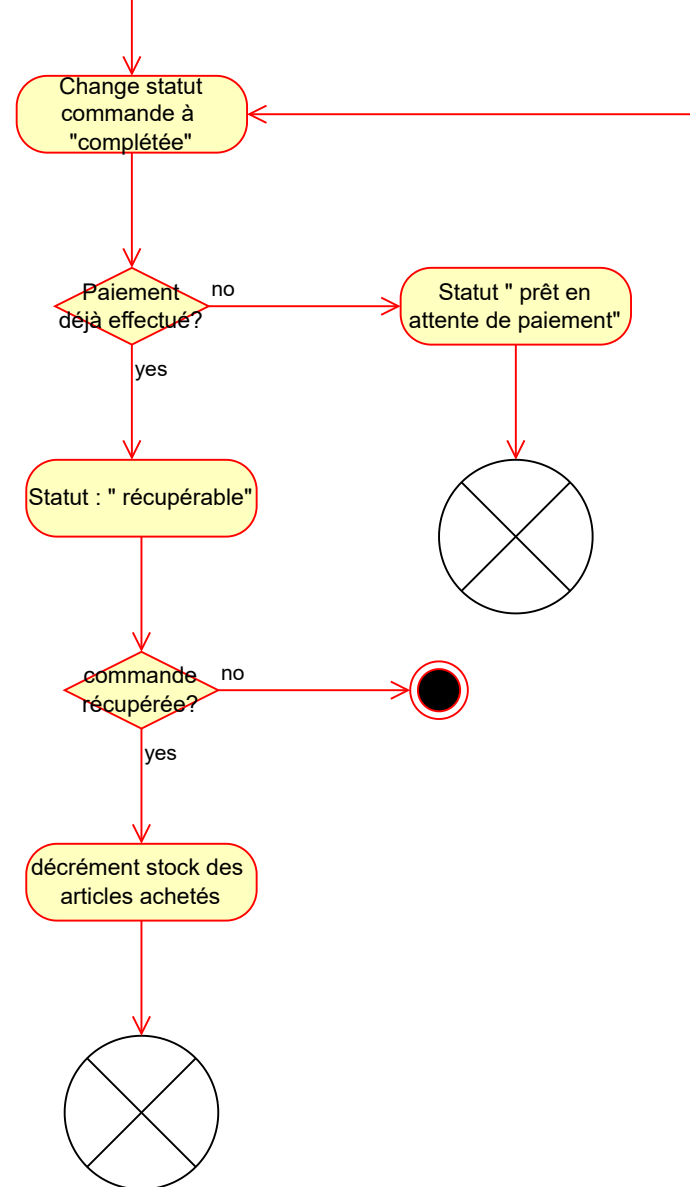 Change statut
commande à
"complétée"
Paiement
déjà effectué?
no
Statut " prêt en
attente de paiement"
yes
Statut : " récupérable"
commande
récupérée?
no
yes
décrément stock des
articles achetés